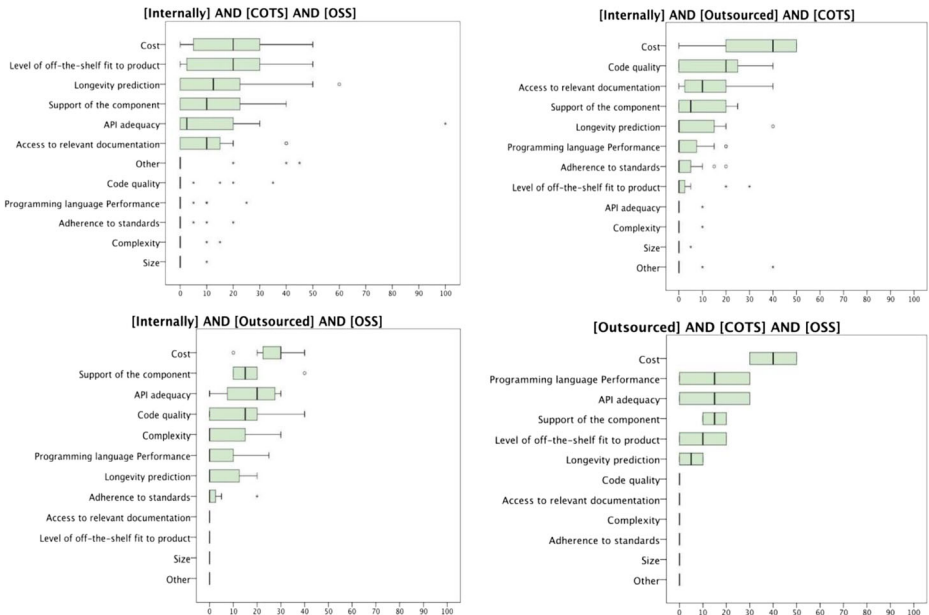 [Internally] AND [COTS] AND [OSS]
Cost
Level of off-the-shelf fit to product
Longevity prediction
Support of the component
API adequacy
Access to relevant documentation
Other
Code quality
Programming language Performance
Adherence to standards
Complexity
Size
0 10 20 30 40 50 60 70 80 90 100
[Internally] AND [Outsourced] AND [COTS]
Cost
Code quality
Access to relevant documentation
Support of the component
Longevity prediction
Programming language Performance
Adherence to standards
Level of off-the-shelf fit to product
API adequacy
Complexity
Size
Other
0 10 20 30 40 50 60 70 80 90 100
[Internally] AND [Outsourced] AND [OSS]
Cost
Support of the component
API adequacy
Code quality
Complexity
Programming language Performance
Longevity prediction
Adherence to standards
Access to relevant documentation
Level of off-the-shelf fit to product
Size
Other
0 10 20 30 40 50 60 70 80 90 100
[Outsourced] AND [COTS] AND [OSS]
Cost
Programming language Performance
API adequacy
Support of the component
Level of off-the-shelf fit to product
Longevity prediction
Code quality
Access to relevant documentation
Complexity
Adherence to standards
Size
Other
0 10 20 30 40 50 60 70 80 90 100